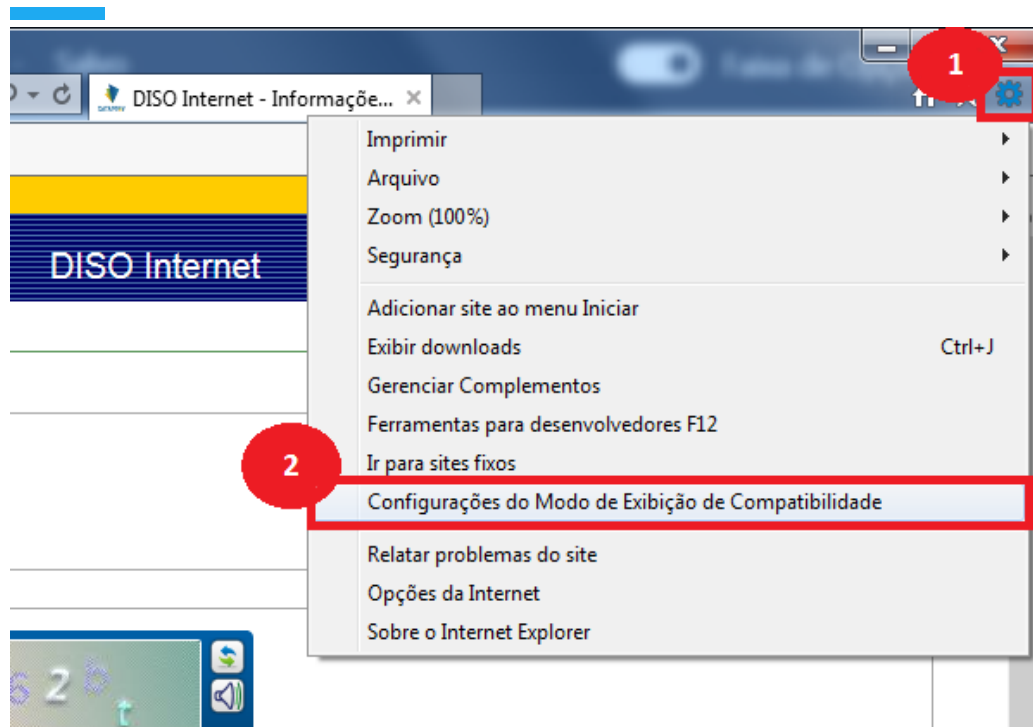 1
DISO Internet - Informaçõe...
Imprimir
Arquivo
Zoom (100%)
Segurança
DISO Internet
Adicionar site ao menu Iniciar
Exibir downloads Ctrl+J
Gerenciar Complementos
Ferramentas para desenvolvedores F12
2
Ir para sites fixos
Configurações do Modo de Exibição de Compatibilidade
Relatar problemas do site
Opções da Internet
Sobre o Internet Explorer
2 b
t